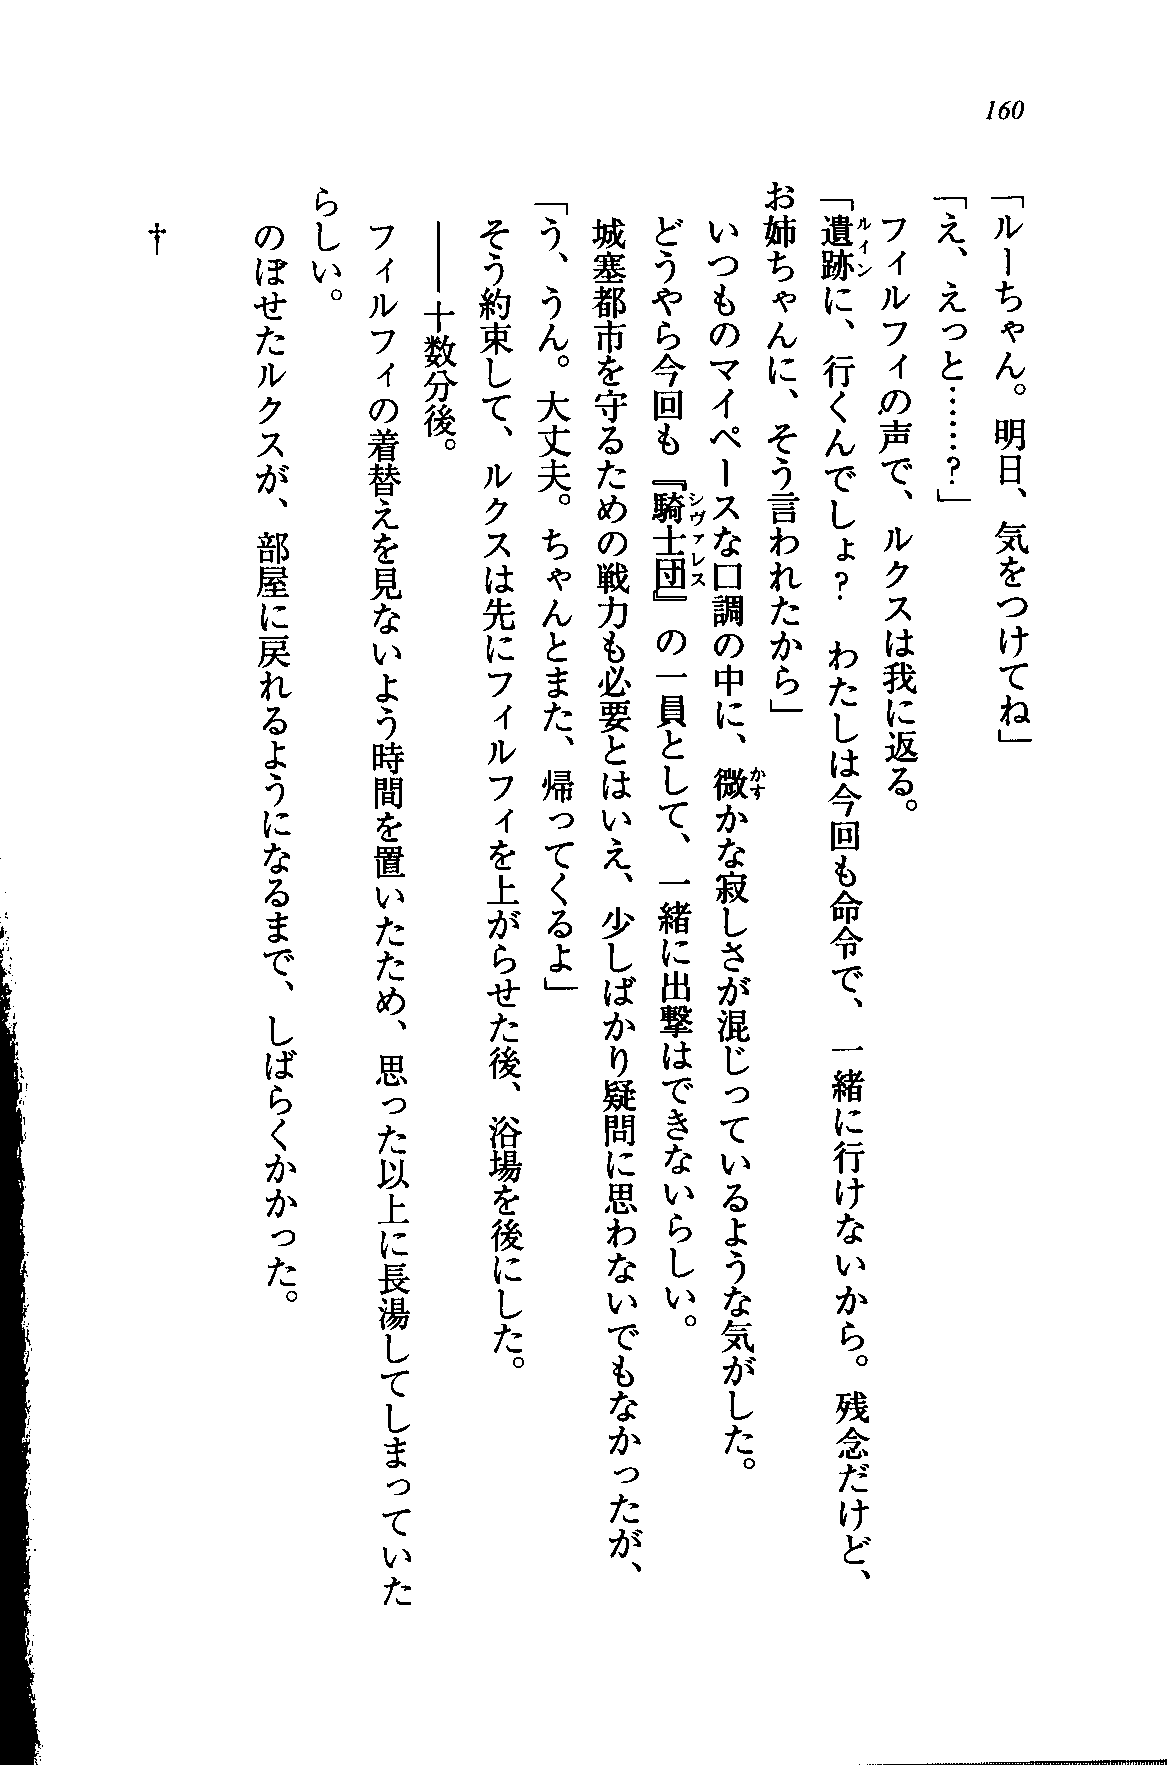 160
「ルーちゃん。明日、気をつけてね」
「え、えっと……？」
フィルフィの声で、ルクスは我に返る。
「遺跡に、行くんでしょ？　わたしは今回も命令で、一緒に行けないから。残念だけど、
ルイン
お姉ちゃんに、そう言われたから」
いつものマイペースな口調の中に、微かな寂しさが混じっているような気がした。
かす
どうやら今回も『騎士団』の一員として、一緒に出撃はできないらしい。
シヴァレス
城塞都市を守るための戦力も必要とはいえ、少しばかり疑問に思わないでもなかったが、
「う、うん。大丈夫。ちゃんとまた、帰ってくるよ」
そう約束して、ルクスは先にフィルフィを上がらせた後、浴場を後にした。
――十数分後。
フィルフィの着替えを見ないよう時間を置いたため、思った以上に長湯してしまっていた
らしい。
のぼせたルクスが、部屋に戻れるようになるまで、しばらくかかった。
†